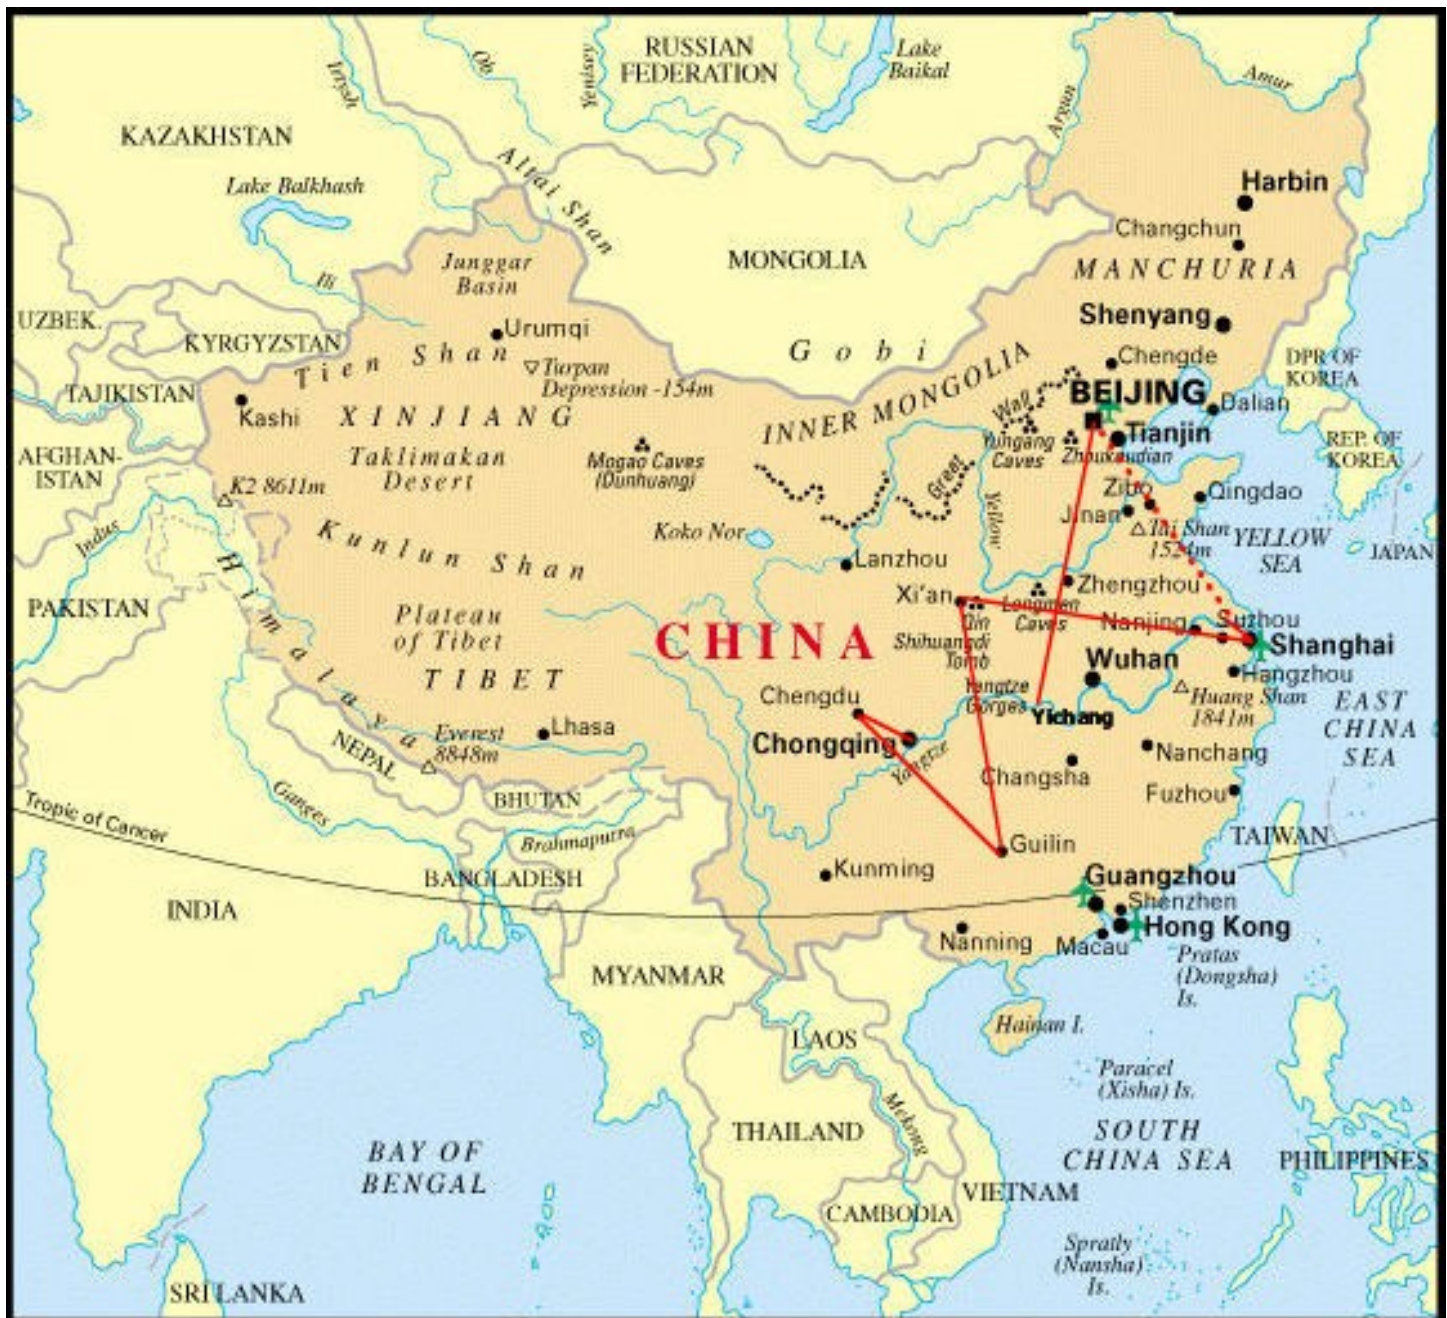 RUSSIAN
FEDERATION
Lake
Baikal
Irtysh
Ob
Yenisey
Argun
Amur
KAZAKHSTAN
Altai Shan
Lake Balkhash
Harbin
Changchun
MANCHURIA
MONGOLIA
Junggar
Basin
Ili
UZBEK.
KYRGYZSTAN
Urumqi
Shenyang
Tien Shan
Turpan
Depression -154m
Gobi
Chengde
DPR OF
KOREA
TAJIKISTAN
Kashi
XINJIANG
INNER MONGOLIA
Wall
BEIJING
Dalian
Tianjin
REP. OF
KOREA
AFGHAN-
ISTAN
Taklimakan
Desert
Mogao Caves
(Dunhuang)
Yungang
Caves
Zhoukoudian
K2 8611m
Great
Yellow
Zibo
Qingdao
Jinan
Tai Shan
1524m
YELLOW
SEA
JAPAN
Indus
Kunlun Shan
Koko Nor
Lanzhou
Zhengzhou
PAKISTAN
Himalaya
Plateau
of Tibet
Xi'an
Longmen
Caves
Qin
Shihuangdi
Tomb
Nanjing
Suzhou
Shanghai
CHINA
TIBET
Wuhan
Hangzhou
Huang Shan
1841m
EAST
CHINA
SEA
Chengdu
Yangtze
Gorges
Yichang
Everest
8848m
Lhasa
NEPAL
Chongqing
Yangtze
Nanchang
Changsha
Fuzhou
Tropic of Cancer
Ganges
BHUTAN
Brahmaputra
TAIWAN
Guilin
BANGLADESH
Kunming
Guangzhou
Shenzhen
INDIA
Hong Kong
Nanning
Macau
MYANMAR
Pratas
(Dongsha)
Is.
Hainan I.
LAOS
Paracel
(Xisha) Is.
Mekong
THAILAND
SOUTH
CHINA SEA
PHILIPPINES
BAY OF
BENGAL
VIETNAM
CAMBODIA
Spratly
(Nansha)
Is.
SRI LANKA